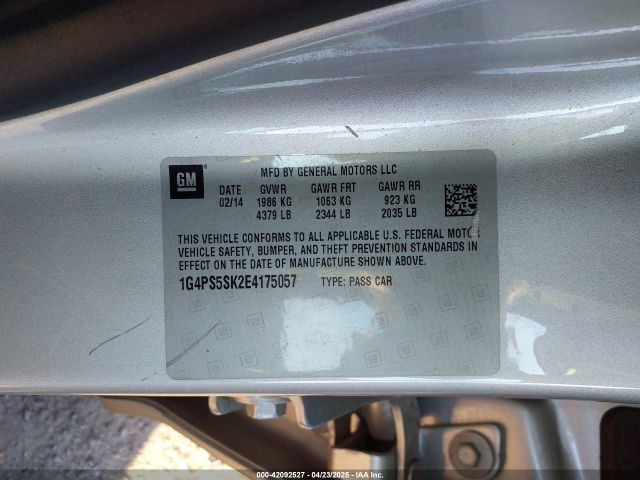 GM
MFD BY GENERAL MOTORS LLC
DATE GVWR GAWR FRT GAWR RR
02/14 1986 KG 1063 KG 923 KG
4379 LB 2344 LB 2035 LB
THIS VEHICLE CONFORMS TO ALL APPLICABLE U.S. FEDERAL MOTOR
VEHICLE SAFETY, BUMPER, AND THEFT PREVENTION STANDARDS IN
EFFECT ON THE DATE OF MANUFACTURE SHOWN ABOVE.
1G4PS5SK2E4175057 TYPE: PASS CAR
000-42092527 - 04/23/2025 - IAA Inc.